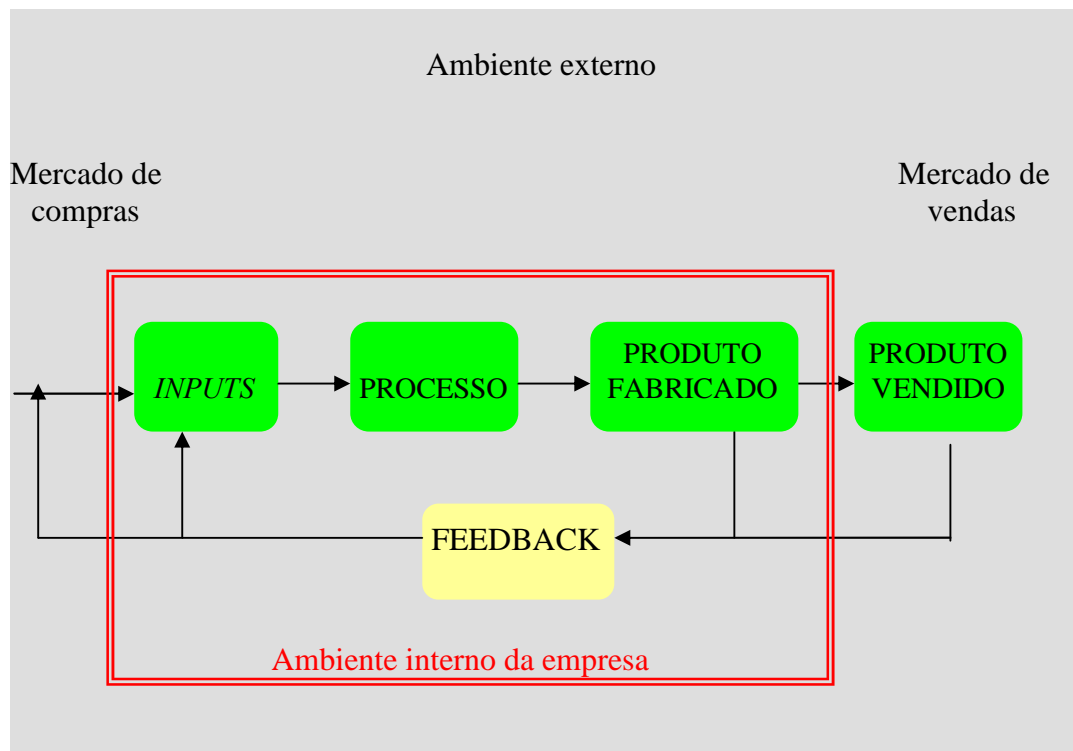 Ambiente externo
Mercado de
compras
Mercado de
vendas
INPUTS
PROCESSO
PRODUTO
FABRICADO
PRODUTO
VENDIDO
FEEDBACK
Ambiente interno da empresa